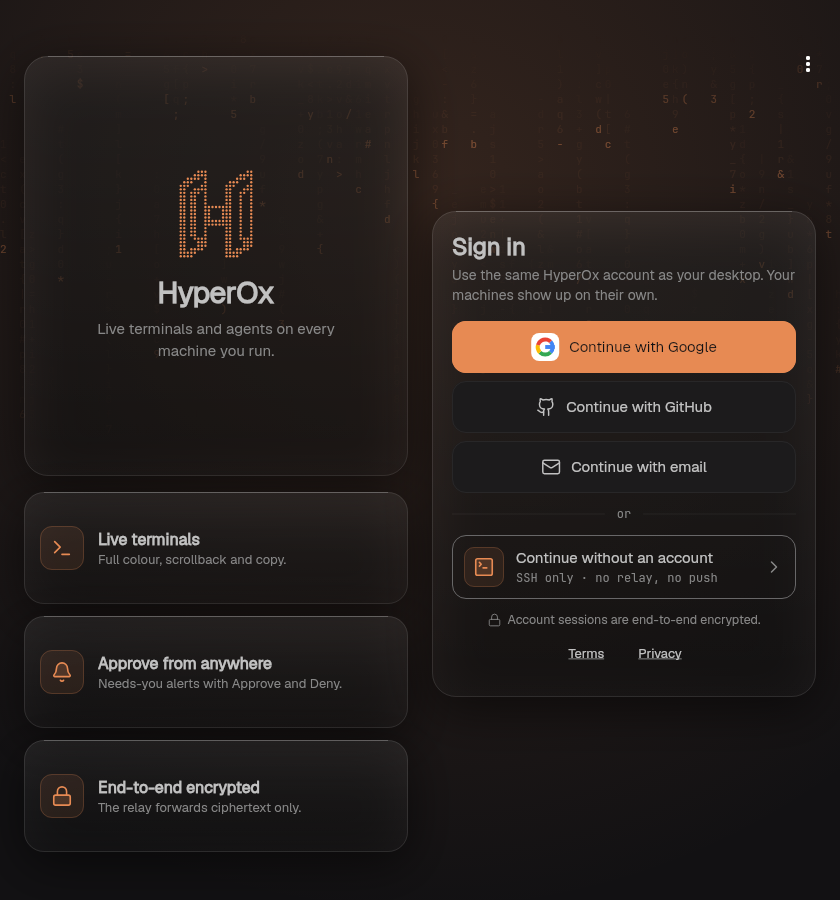 HyperOx
Live terminals and agents on every
machine you run.
Live terminals
Full colour, scrollback and copy.
Approve from anywhere
Needs-you alerts with Approve and Deny.
End-to-end encrypted
The relay forwards ciphertext only.
Sign in
Use the same HyperOx account as your desktop. Your
machines show up on their own.
Continue with Google
Continue with GitHub
Continue with email
or
Continue without an account
SSH only · no relay, no push
Account sessions are end-to-end encrypted.
Terms Privacy